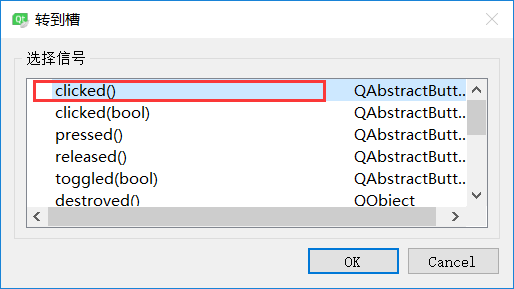 Qt 转到槽
选择信号
clicked() QAbstractButt..
clicked(bool) QAbstractButt..
pressed() QAbstractButt..
released() QAbstractButt..
toggled(bool) QAbstractButt..
destroyed() QObject
OK Cancel